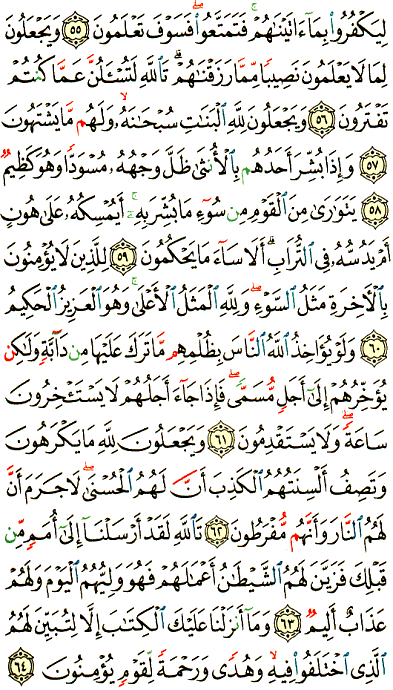 لِيَكْفُرُوا۟ بِمَآ ءَاتَيْنَٰهُمْ ۚ فَتَمَتَّعُوا۟ ۖ فَسَوْفَ تَعْلَمُونَ ۝٥٥ وَيَجْعَلُونَ
لِمَا لَا يَعْلَمُونَ نَصِيبًا مِّمَّا رَزَقْنَٰهُمْ ۗ تَٱللَّهِ لَتُسْـَٔلُنَّ عَمَّا كُنتُمْ
تَفْتَرُونَ ۝٥٦ وَيَجْعَلُونَ لِلَّهِ ٱلْبَنَٰتِ سُبْحَٰنَهُۥ ۙ وَلَهُم مَّا يَشْتَهُونَ
۝٥٧ وَإِذَا بُشِّرَ أَحَدُهُم بِٱلْأُنثَىٰ ظَلَّ وَجْهُهُۥ مُسْوَدًّا وَهُوَ كَظِيمٌ
۝٥٨ يَتَوَٰرَىٰ مِنَ ٱلْقَوْمِ مِن سُوٓءِ مَا بُشِّرَ بِهِۦٓ ۚ أَيُمْسِكُهُۥ عَلَىٰ هُونٍ
أَمْ يَدُسُّهُۥ فِى ٱلتُّرَابِ ۗ أَلَا سَآءَ مَا يَحْكُمُونَ ۝٥٩ لِلَّذِينَ لَا يُؤْمِنُونَ
بِٱلْـَٔاخِرَةِ مَثَلُ ٱلسَّوْءِ ۖ وَلِلَّهِ ٱلْمَثَلُ ٱلْأَعْلَىٰ ۚ وَهُوَ ٱلْعَزِيزُ ٱلْحَكِيمُ
۝٦٠ وَلَوْ يُؤَاخِذُ ٱللَّهُ ٱلنَّاسَ بِظُلْمِهِم مَّا تَرَكَ عَلَيْهَا مِن دَآبَّةٍ وَلَٰكِن
يُؤَخِّرُهُمْ إِلَىٰٓ أَجَلٍ مُّسَمًّى ۖ فَإِذَا جَآءَ أَجَلُهُمْ لَا يَسْتَـْٔخِرُونَ
سَاعَةً ۖ وَلَا يَسْتَقْدِمُونَ ۝٦١ وَيَجْعَلُونَ لِلَّهِ مَا يَكْرَهُونَ
وَتَصِفُ أَلْسِنَتُهُمُ ٱلْكَذِبَ أَنَّ لَهُمُ ٱلْحُسْنَىٰ ۖ لَا جَرَمَ أَنَّ
لَهُمُ ٱلنَّارَ وَأَنَّهُم مُّفْرَطُونَ ۝٦٢ تَٱللَّهِ لَقَدْ أَرْسَلْنَآ إِلَىٰٓ أُمَمٍ مِّن
قَبْلِكَ فَزَيَّنَ لَهُمُ ٱلشَّيْطَٰنُ أَعْمَٰلَهُمْ فَهُوَ وَلِيُّهُمُ ٱلْيَوْمَ وَلَهُمْ
عَذَابٌ أَلِيمٌ ۝٦٣ وَمَآ أَنزَلْنَا عَلَيْكَ ٱلْكِتَٰبَ إِلَّا لِتُبَيِّنَ لَهُمُ
ٱلَّذِى ٱخْتَلَفُوا۟ فِيهِ ۙ وَهُدًى وَرَحْمَةً لِّقَوْمٍ يُؤْمِنُونَ ۝٦٤